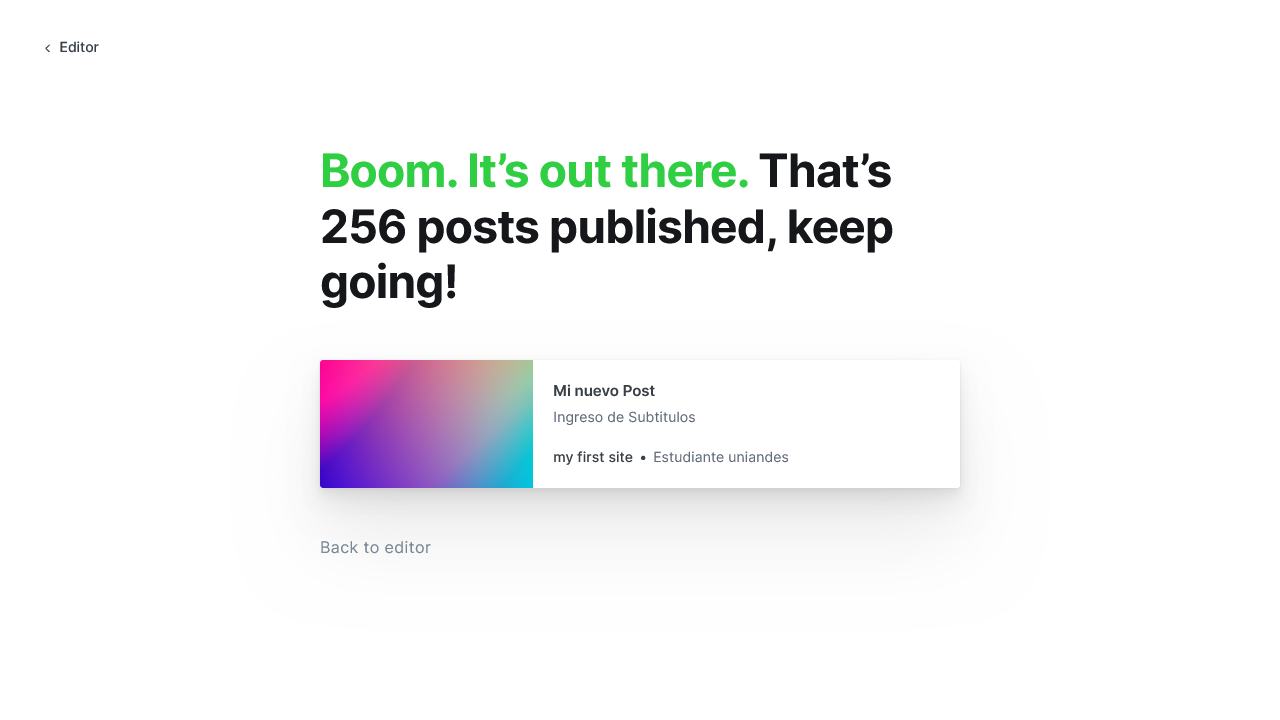 Editor
Boom. It’s out there. That’s
256 posts published, keep
going!
Mi nuevo Post
Ingreso de Subtitulos
my first site • Estudiante uniandes
Back to editor